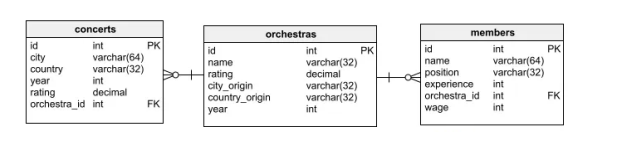 concerts
id int PK
city varchar(64)
country varchar(32)
year int
rating decimal
orchestra_id int FK
orchestras
id int PK
name varchar(32)
rating decimal
city_origin varchar(32)
country_origin varchar(32)
year int
members
id int PK
name varchar(64)
position varchar(32)
experience int
orchestra_id int FK
wage int